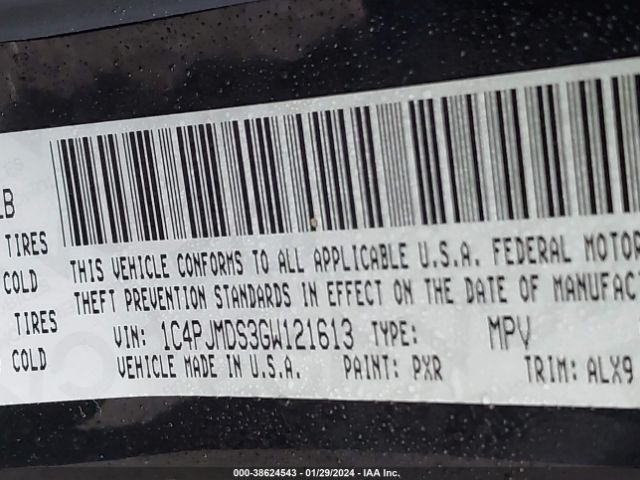 LB
TIRES
COLD
TIRES
COLD
THIS VEHICLE CONFORMS TO ALL APPLICABLE U.S.A. FEDERAL MOTOR
THEFT PREVENTION STANDARDS IN EFFECT ON THE DATE OF MANUFAC
VIN: 1C4PJMDS3GW121613 TYPE: MPV
VEHICLE MADE IN U.S.A. PAINT: PXR TRIM: ALX9
000-38624543 - 01/29/2024 - IAA Inc.